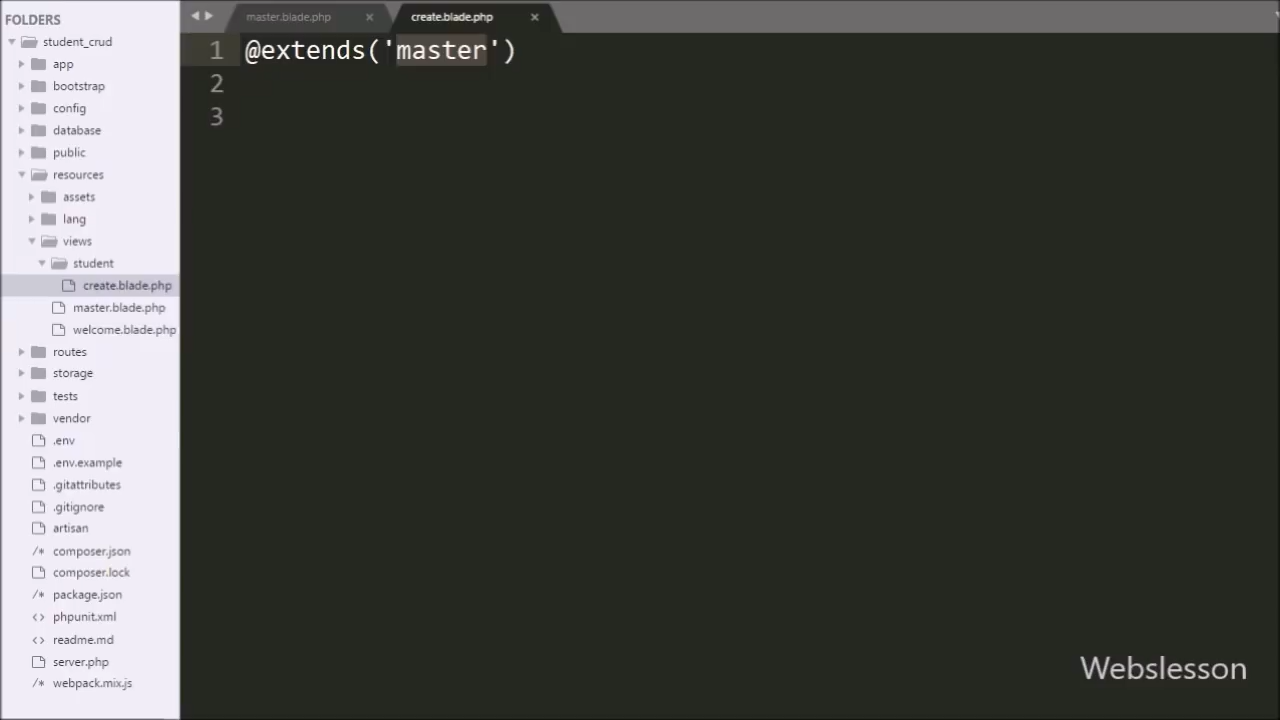 FOLDERS
student_crud
app
bootstrap
config
database
public
resources
assets
lang
views
student
create.blade.php
master.blade.php
welcome.blade.php
routes
storage
tests
vendor
.env
.env.example
.gitattributes
.gitignore
artisan
/* composer.json
composer.lock
/* package.json
<> phpunit.xml
<> readme.md
server.php
/* webpack.mix.js
master.blade.php × create.blade.php ×
1 @extends('master')
2
3
Webslesson